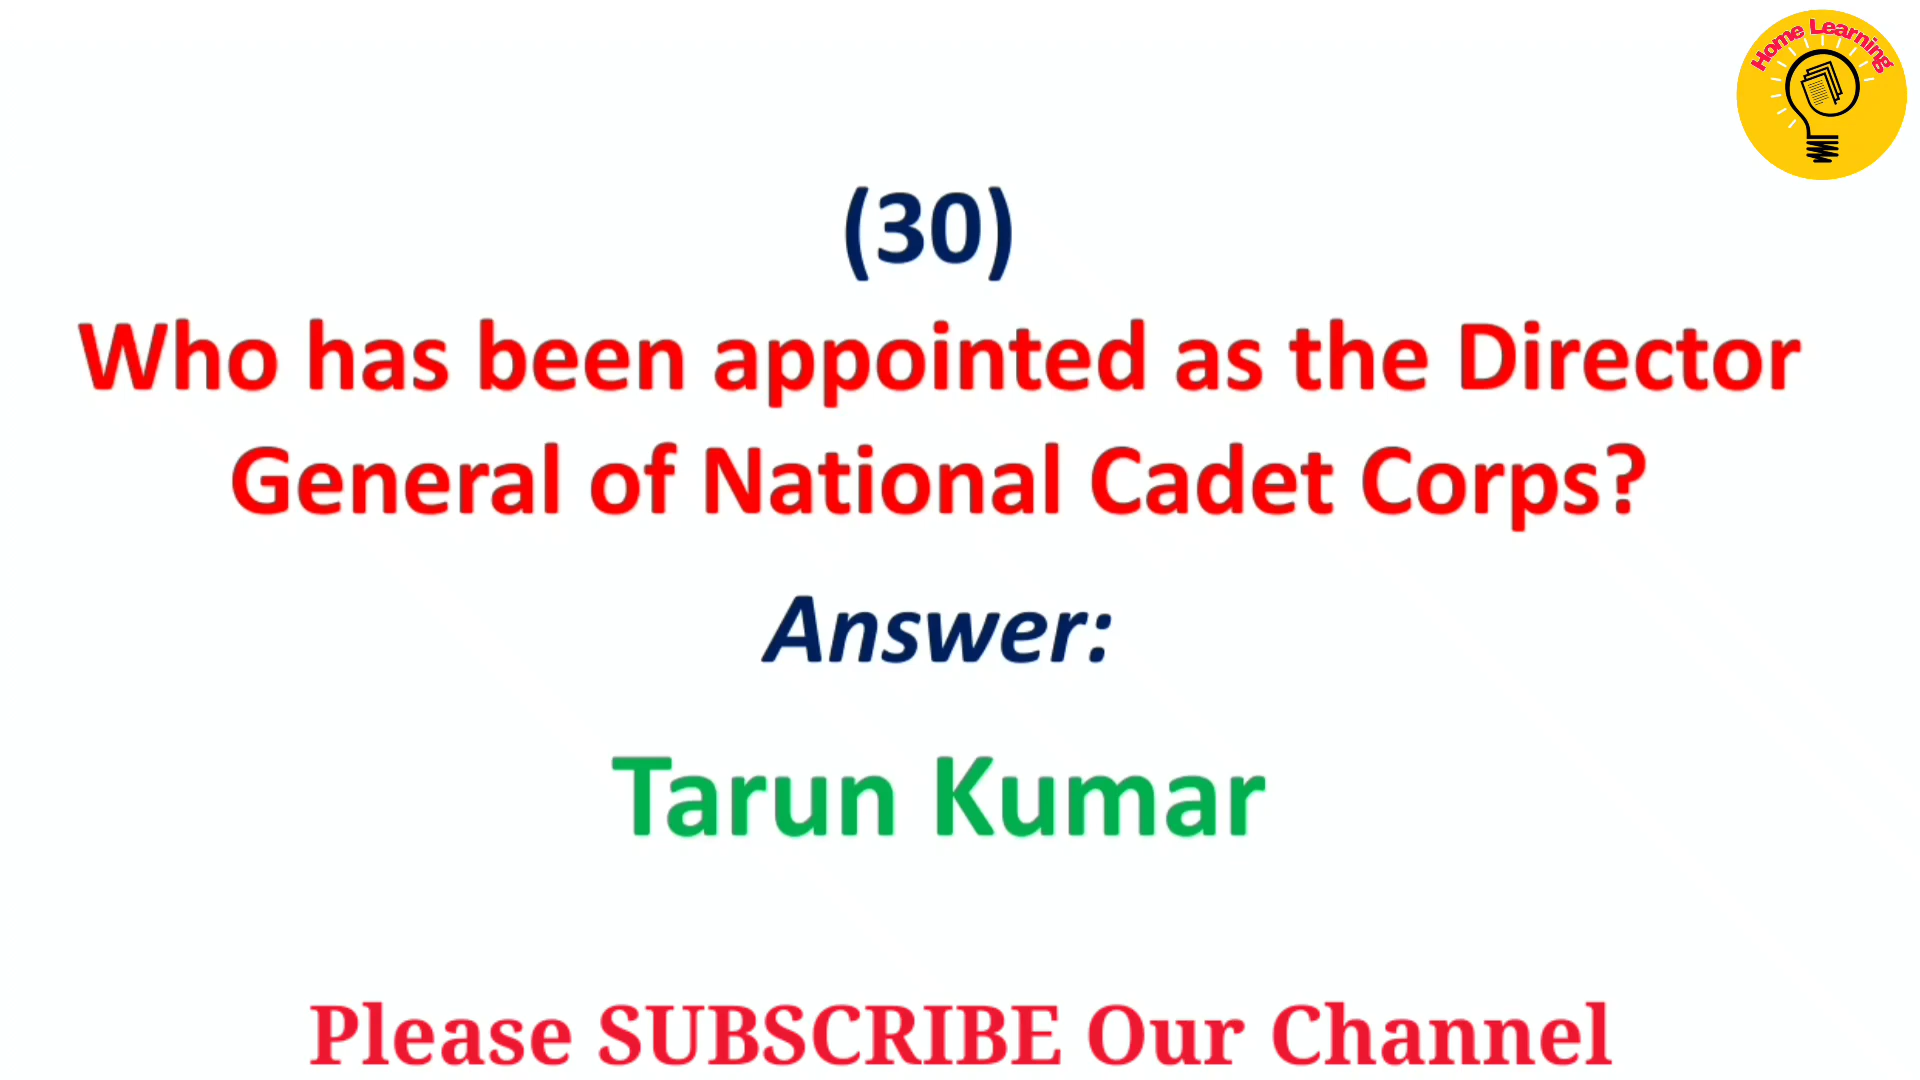 Home Learning
(30)
Who has been appointed as the Director
General of National Cadet Corps?
Answer:
Tarun Kumar
Please SUBSCRIBE Our Channel